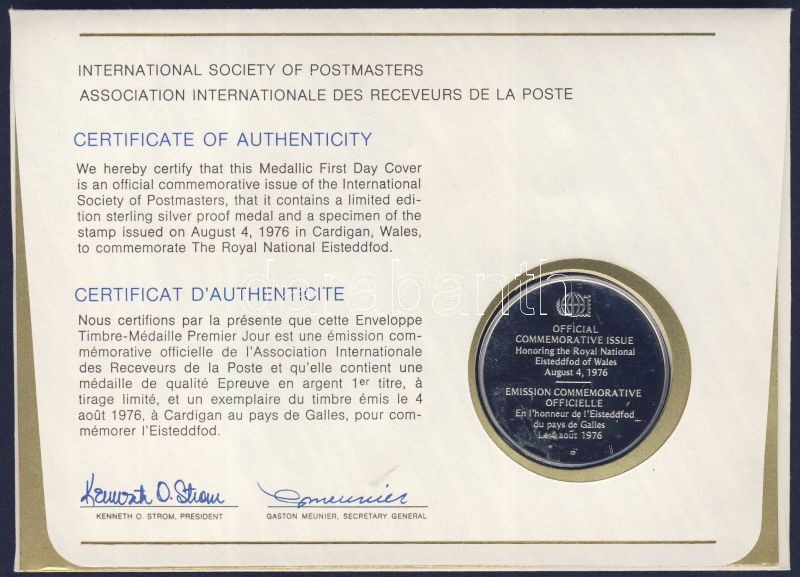 INTERNATIONAL SOCIETY OF POSTMASTERS
ASSOCIATION INTERNATIONALE DES RECEVEURS DE LA POSTE
CERTIFICATE OF AUTHENTICITY
We hereby certify that this Medallic First Day Cover
is an official commemorative issue of the International
Society of Postmasters, that it contains a limited edi-
tion sterling silver proof medal and a specimen of the
stamp issued on August 4, 1976 in Cardigan, Wales,
to commemorate The Royal National Eisteddfod.
darabanth
CERTIFICAT D'AUTHENTICITE
Nous certifions par la présente que cette Enveloppe
Timbre-Médaille Premier Jour est une émission com-
mémorative officielle de l'Association Internationale
des Receveurs de la Poste et qu'elle contient une
médaille de qualité Epreuve en argent 1er titre, à
tirage limité, et un exemplaire du timbre émis le 4
août 1976, à Cardigan au pays de Galles, pour com-
mémorer l'Eisteddfod.
OFFICIAL
COMMEMORATIVE ISSUE
Honoring the Royal National
Eisteddfod of Wales
August 4, 1976
EMISSION COMMEMORATIVE
OFFICIELLE
En l'honneur de l'Eisteddfod
du pays de Galles
Le 4 août 1976
Kenneth O. Strom
KENNETH O. STROM, PRESIDENT
GMeunier
GASTON MEUNIER, SECRETARY GENERAL